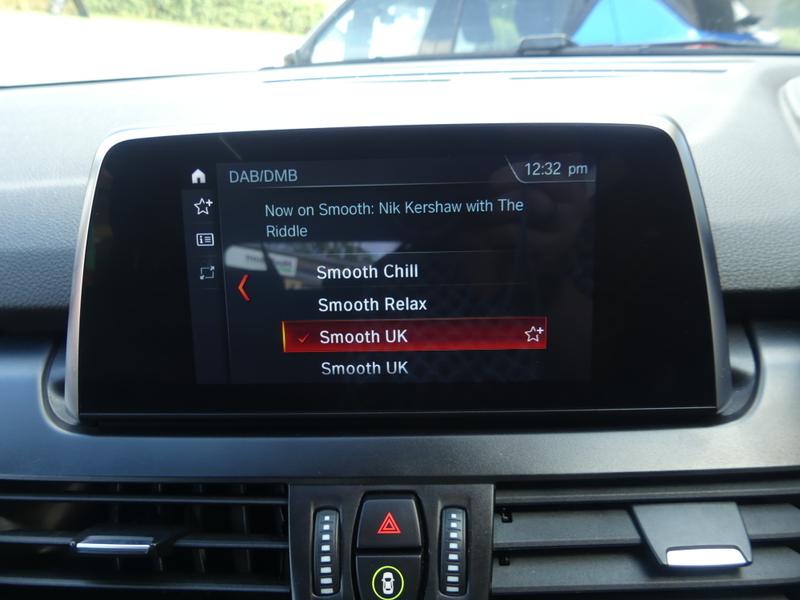 DAB/DMB
12:32 pm
Now on Smooth: Nik Kershaw with The
Riddle
Smooth Chill
Smooth Relax
Smooth UK
Smooth UK